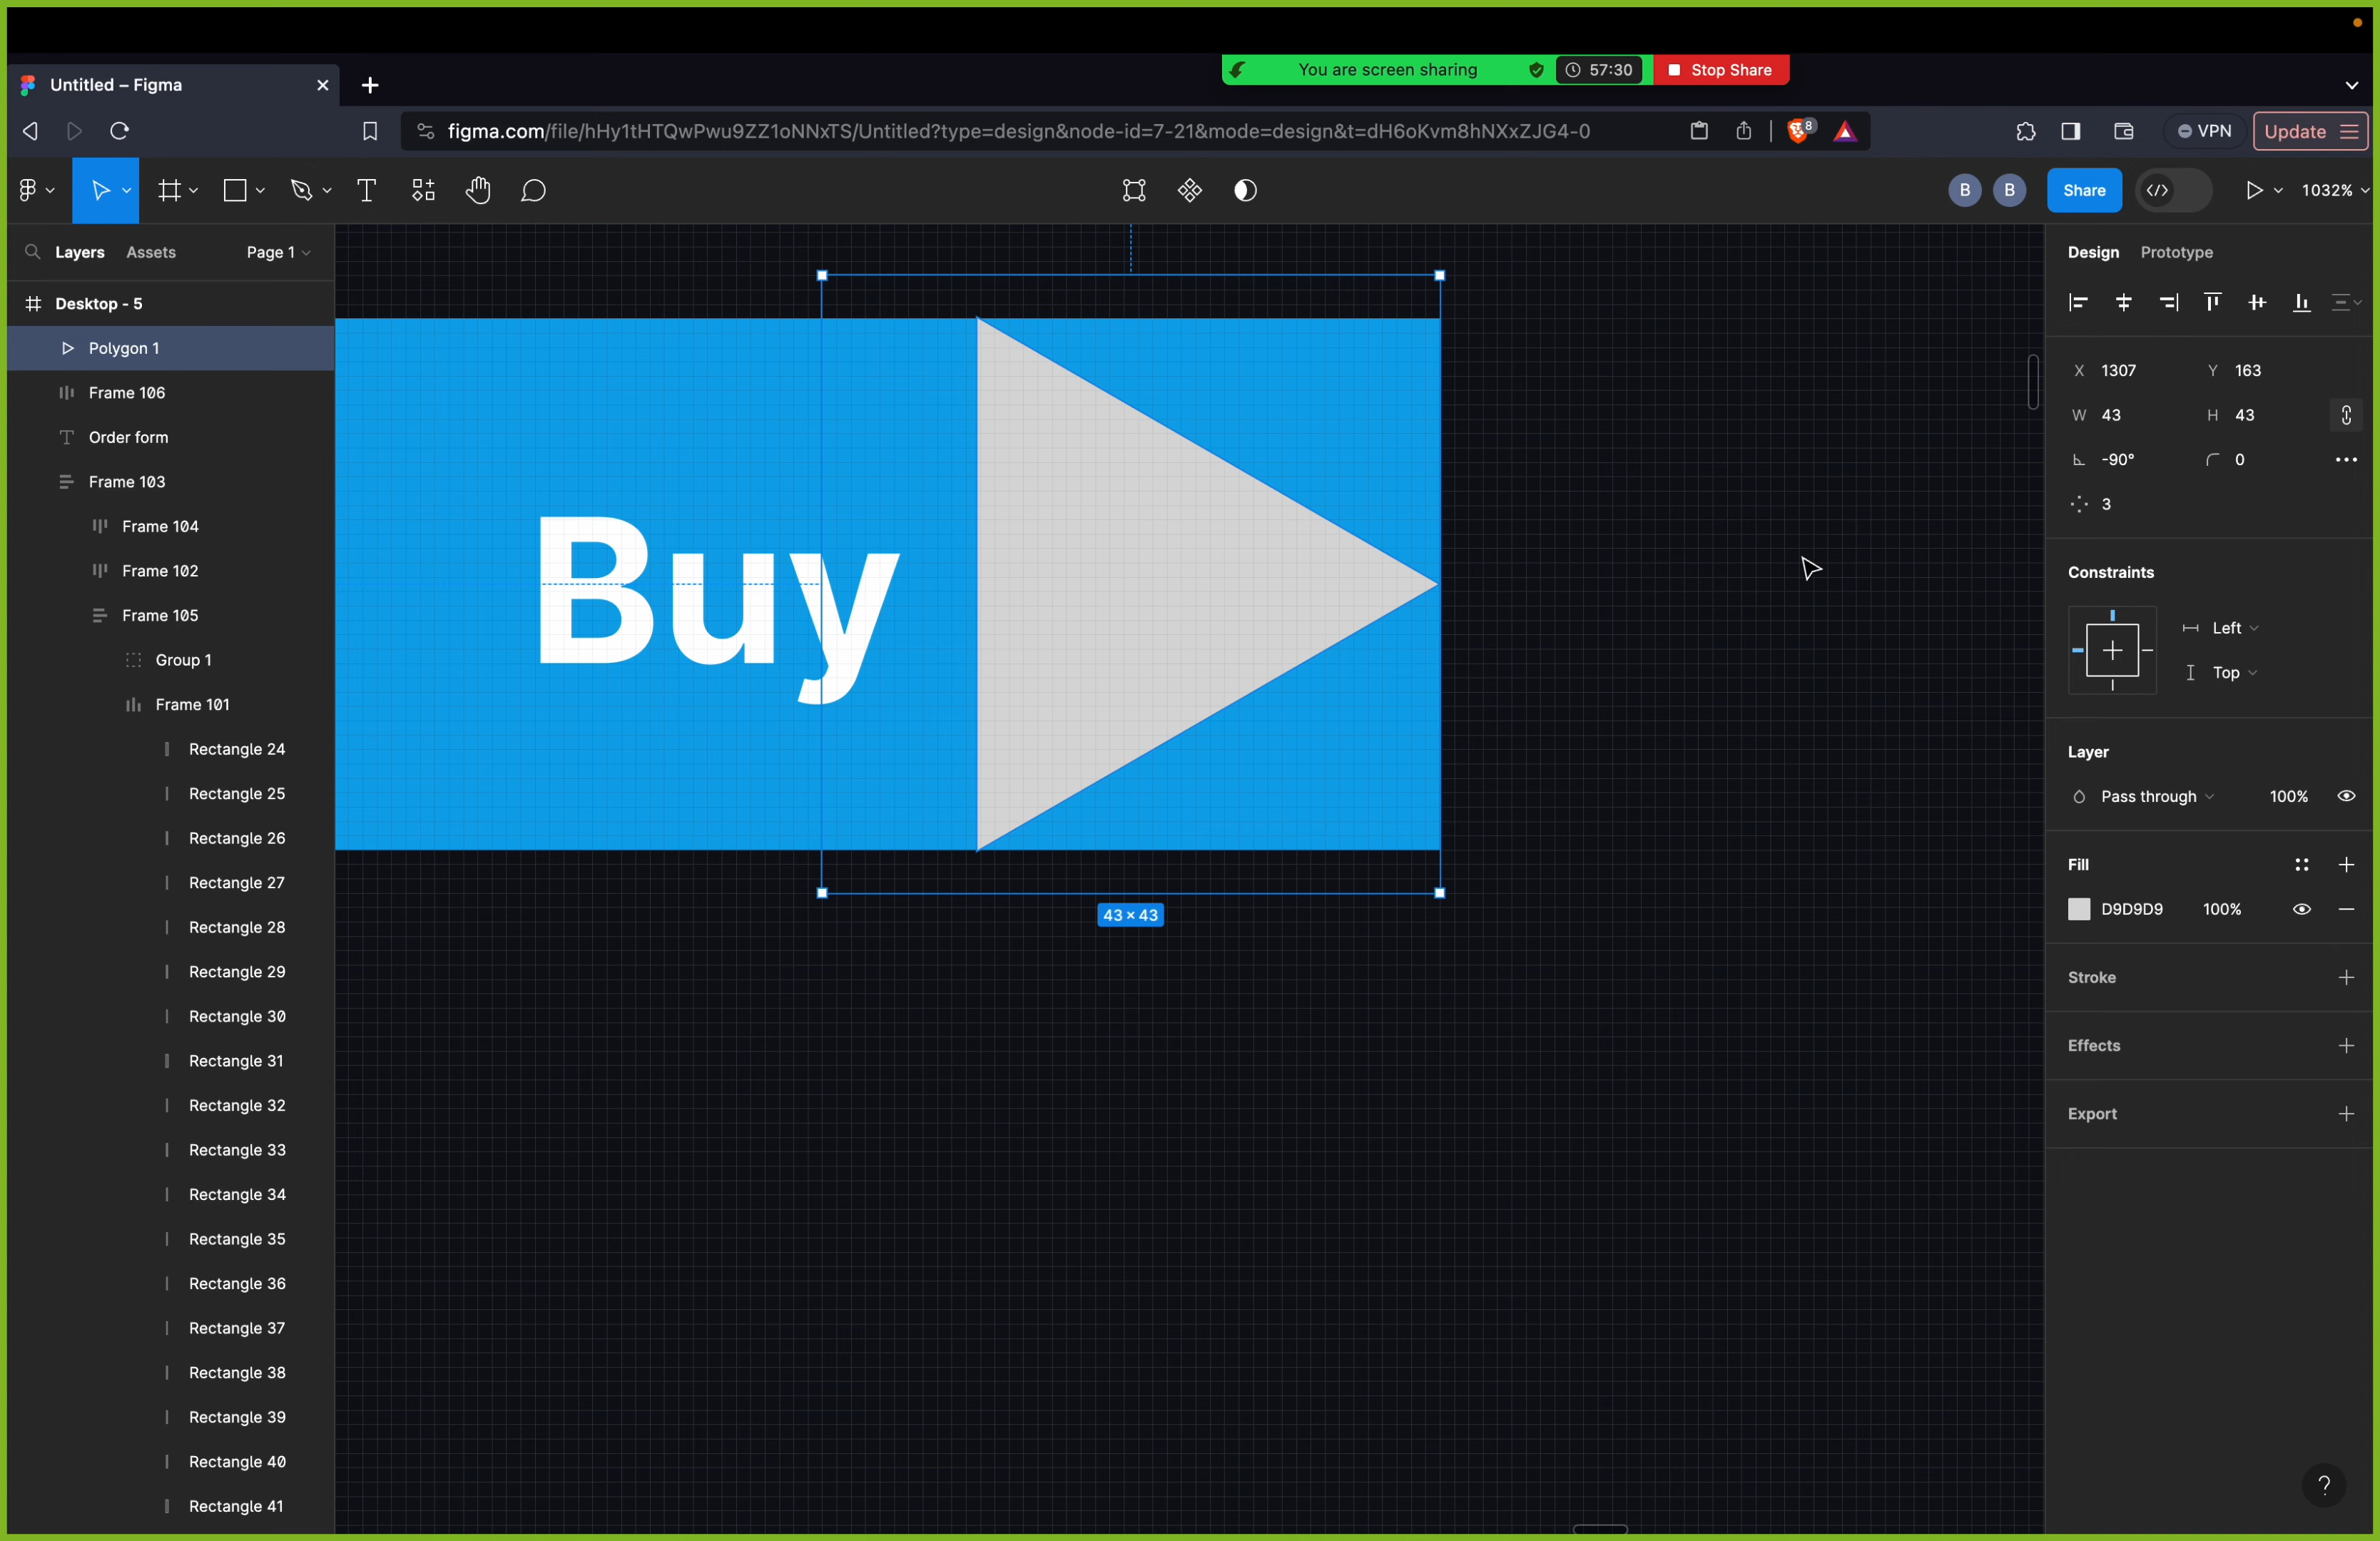 You are screen sharing 57:30 Stop Share
Untitled – Figma
figma.com/file/hHy1tHTQwPwu9ZZ1oNNxTS/Untitled?type=design&node-id=7-21&mode=design&t=dH6oKvm8hNXxZJG4-0
8
VPN
Update
B B
Share
1032%
Layers Assets Page 1
Desktop - 5
Polygon 1
Frame 106
Order form
Frame 103
Frame 104
Frame 102
Frame 105
Group 1
Frame 101
Rectangle 24
Rectangle 25
Rectangle 26
Rectangle 27
Rectangle 28
Rectangle 29
Rectangle 30
Rectangle 31
Rectangle 32
Rectangle 33
Rectangle 34
Rectangle 35
Rectangle 36
Rectangle 37
Rectangle 38
Rectangle 39
Rectangle 40
Rectangle 41
Buy
43 × 43
Design Prototype
X 1307 Y 163
W 43 H 43
-90° 0
3
Constraints
Left
Top
Layer
Pass through 100%
Fill
D9D9D9 100%
Stroke
Effects
Export
?